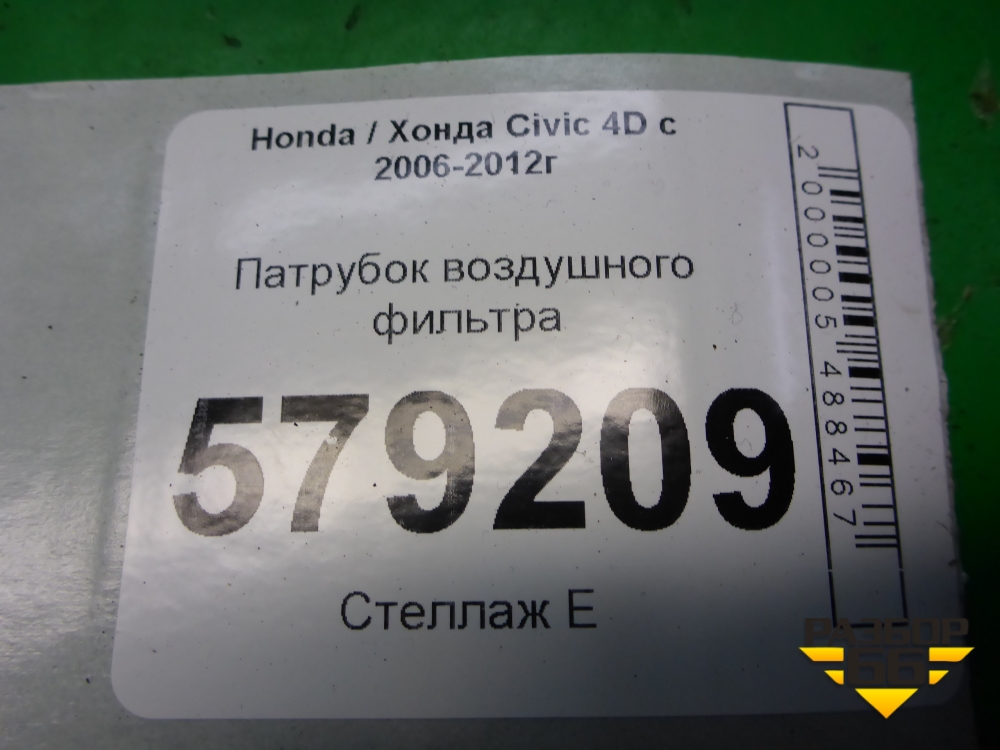 Honda / Хонда Civic 4D с
2006-2012г
Патрубок воздушного
фильтра
579209
Стеллаж Е
2000005488467
РАЗБОР
66